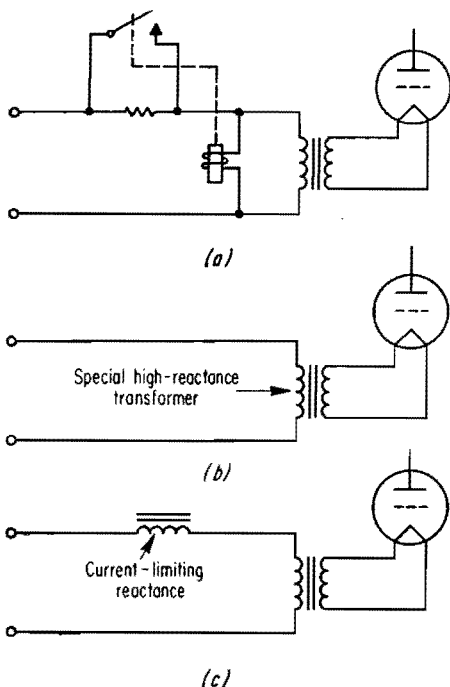 (a)
Special high-reactance
transformer
(b)
Current-limiting
reactance
(c)